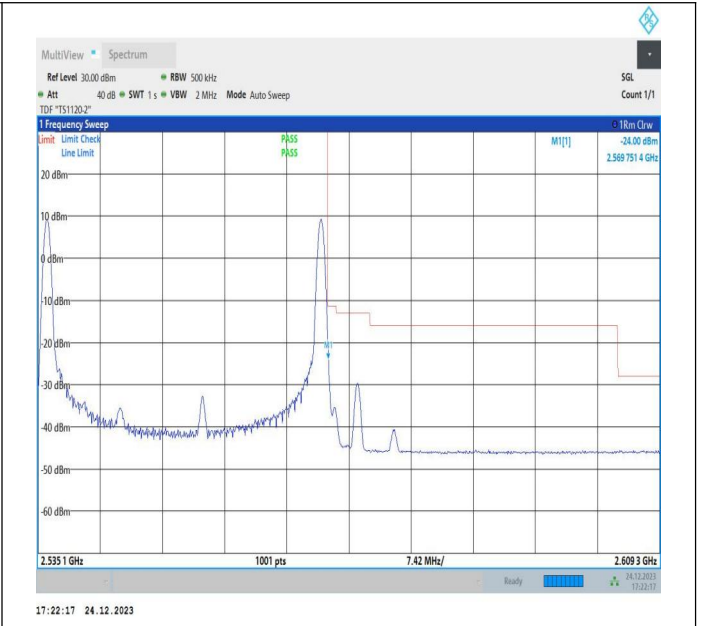 R S
MultiView Spectrum
Ref Level 30.00 dBm RBW 500 kHz SGL
Att 40 dB SWT 1 s VBW 2 MHz Mode Auto Sweep Count 1/1
TDF "TS1120-2"
1 Frequency Sweep 1Rm Clrw
Limit Limit Check PASS M1[1] -24.00 dBm
Line Limit PASS 2.569 751 4 GHz
20 dBm
10 dBm
0 dBm
-10 dBm
-20 dBm
M1
-30 dBm
-40 dBm
-50 dBm
-60 dBm
2.535 1 GHz 1001 pts 7.42 MHz/ 2.609 3 GHz
Ready 24.12.2023
17:22:17
17:22:17 24.12.2023